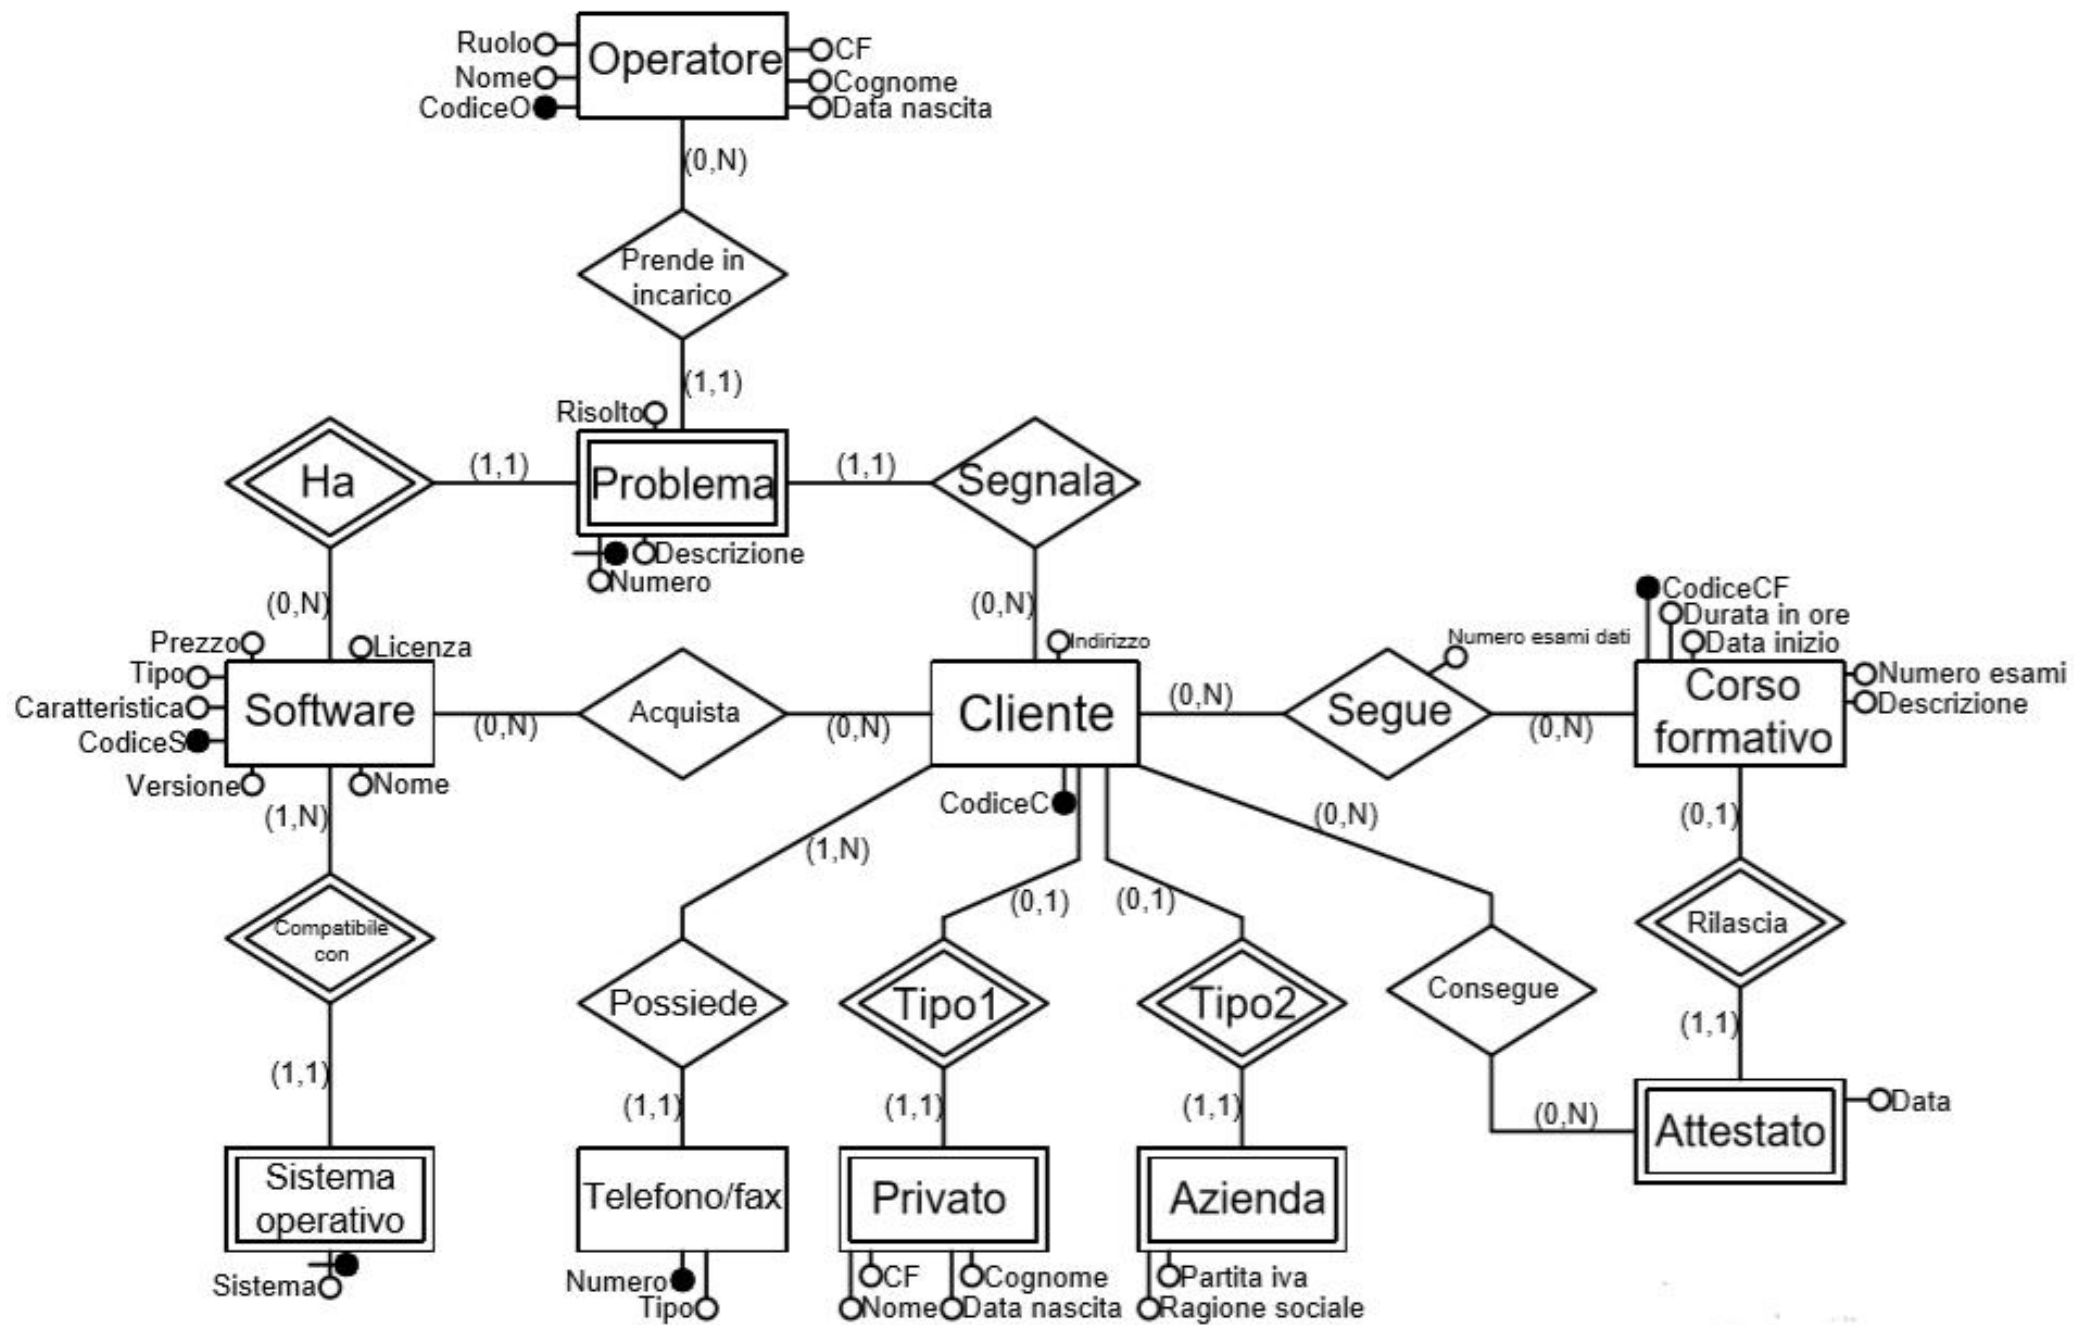 Ruolo
Operatore
CF
Nome
Cognome
CodiceO
Data nascita
(0,N)
Prende in
incarico
(1,1)
Risolto
Ha
(1,1)
Problema
(1,1)
Segnala
Descrizione
Numero
(0,N)
(0,N)
CodiceCF
Durata in ore
Data inizio
Numero esami dati
Prezzo
Licenza
Indirizzo
Tipo
Caratteristica
CodiceS
Software
(0,N)
Acquista
(0,N)
Cliente
(0,N)
Segue
(0,N)
Corso
formativo
Numero esami
Descrizione
Versione
Nome
CodiceC
(1,N)
(1,N)
(0,1)
(0,1)
(0,N)
(0,1)
Compatibile
con
Possiede
Tipo1
Tipo2
Consegue
Rilascia
(1,1)
(1,1)
(1,1)
(1,1)
(0,N)
(1,1)
Sistema
operativo
Telefono/fax
Privato
Azienda
Attestato
Data
Sistema
Numero
Tipo
CF
Nome
Cognome
Data nascita
Partita iva
Ragione sociale